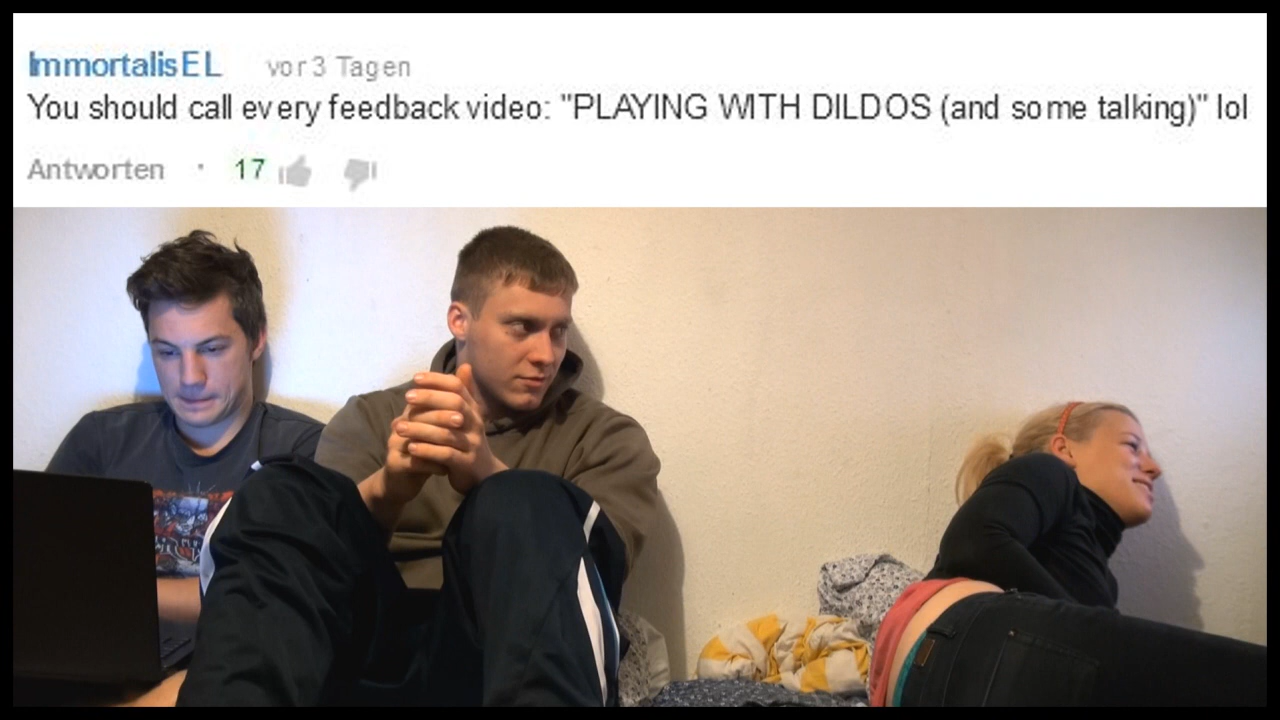 ImmortalisEL vor 3 Tagen
You should call every feedback video: "PLAYING WITH DILDOS (and some talking)" lol
Antworten · 17